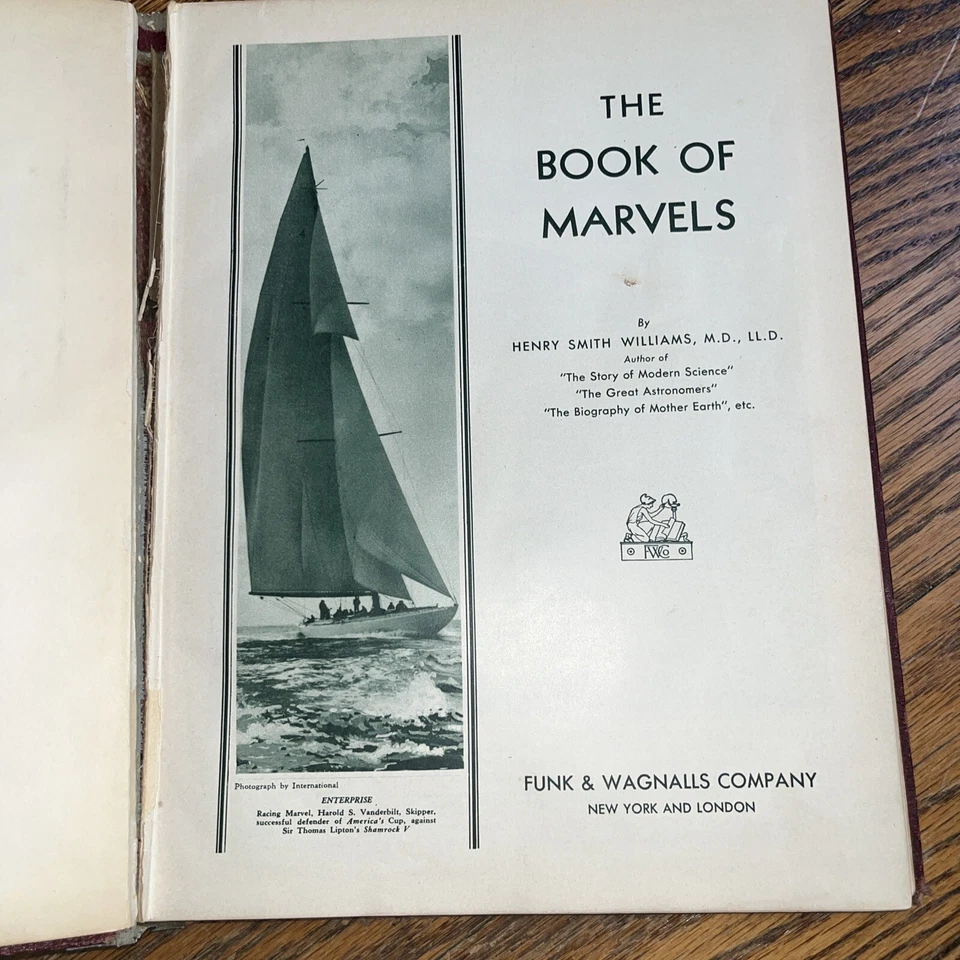 THE
BOOK OF
MARVELS
By
HENRY SMITH WILLIAMS, M.D., LL.D.
Author of
"The Story of Modern Science"
"The Great Astronomers"
"The Biography of Mother Earth", etc.
FWCo
FUNK & WAGNALLS COMPANY
NEW YORK AND LONDON
Photograph by International
ENTERPRISE
Racing Marvel, Harold S. Vanderbilt, Skipper,
successful defender of America's Cup, against
Sir Thomas Lipton's Shamrock V